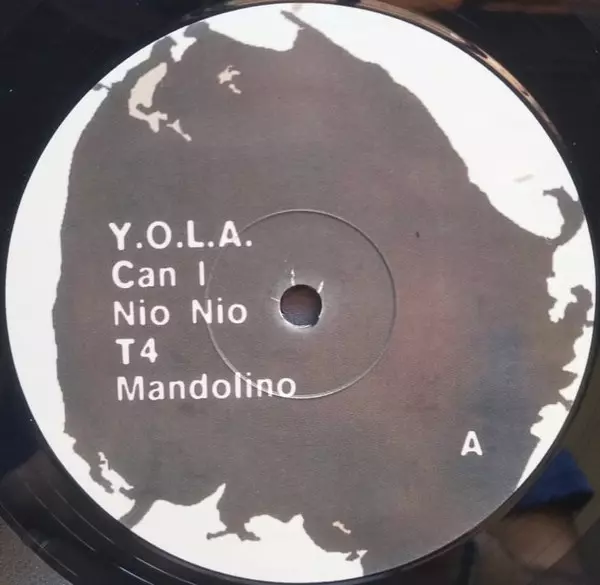 Y.O.L.A.
Can I
Nio Nio
T4
Mandolino
A